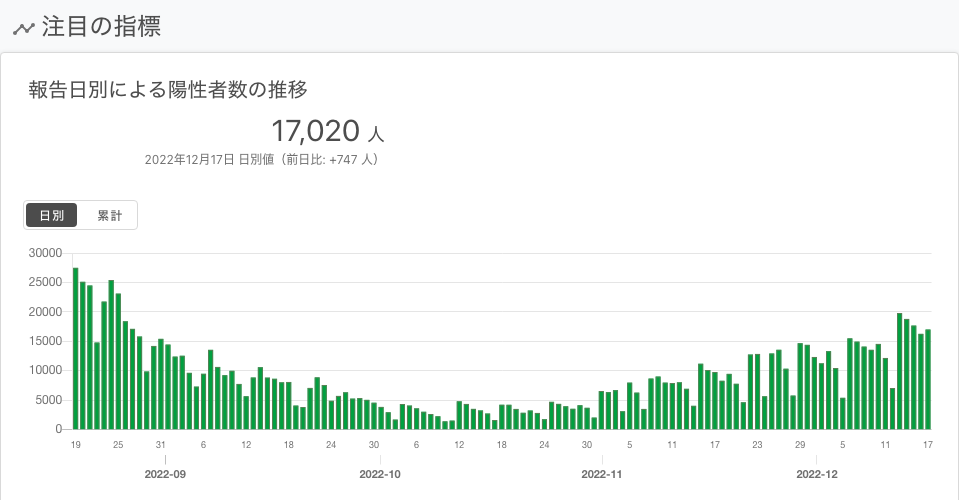 注目の指標
報告日別による陽性者数の推移
17,020 人
2022年12月17日 日別値（前日比: +747 人）
日別 累計
30000
25000
20000
15000
10000
5000
0
19 25 31 6 12 18 24 30 6 12 18 24 30 5 11 17 23 29 5 11 17
2022-09 2022-10 2022-11 2022-12